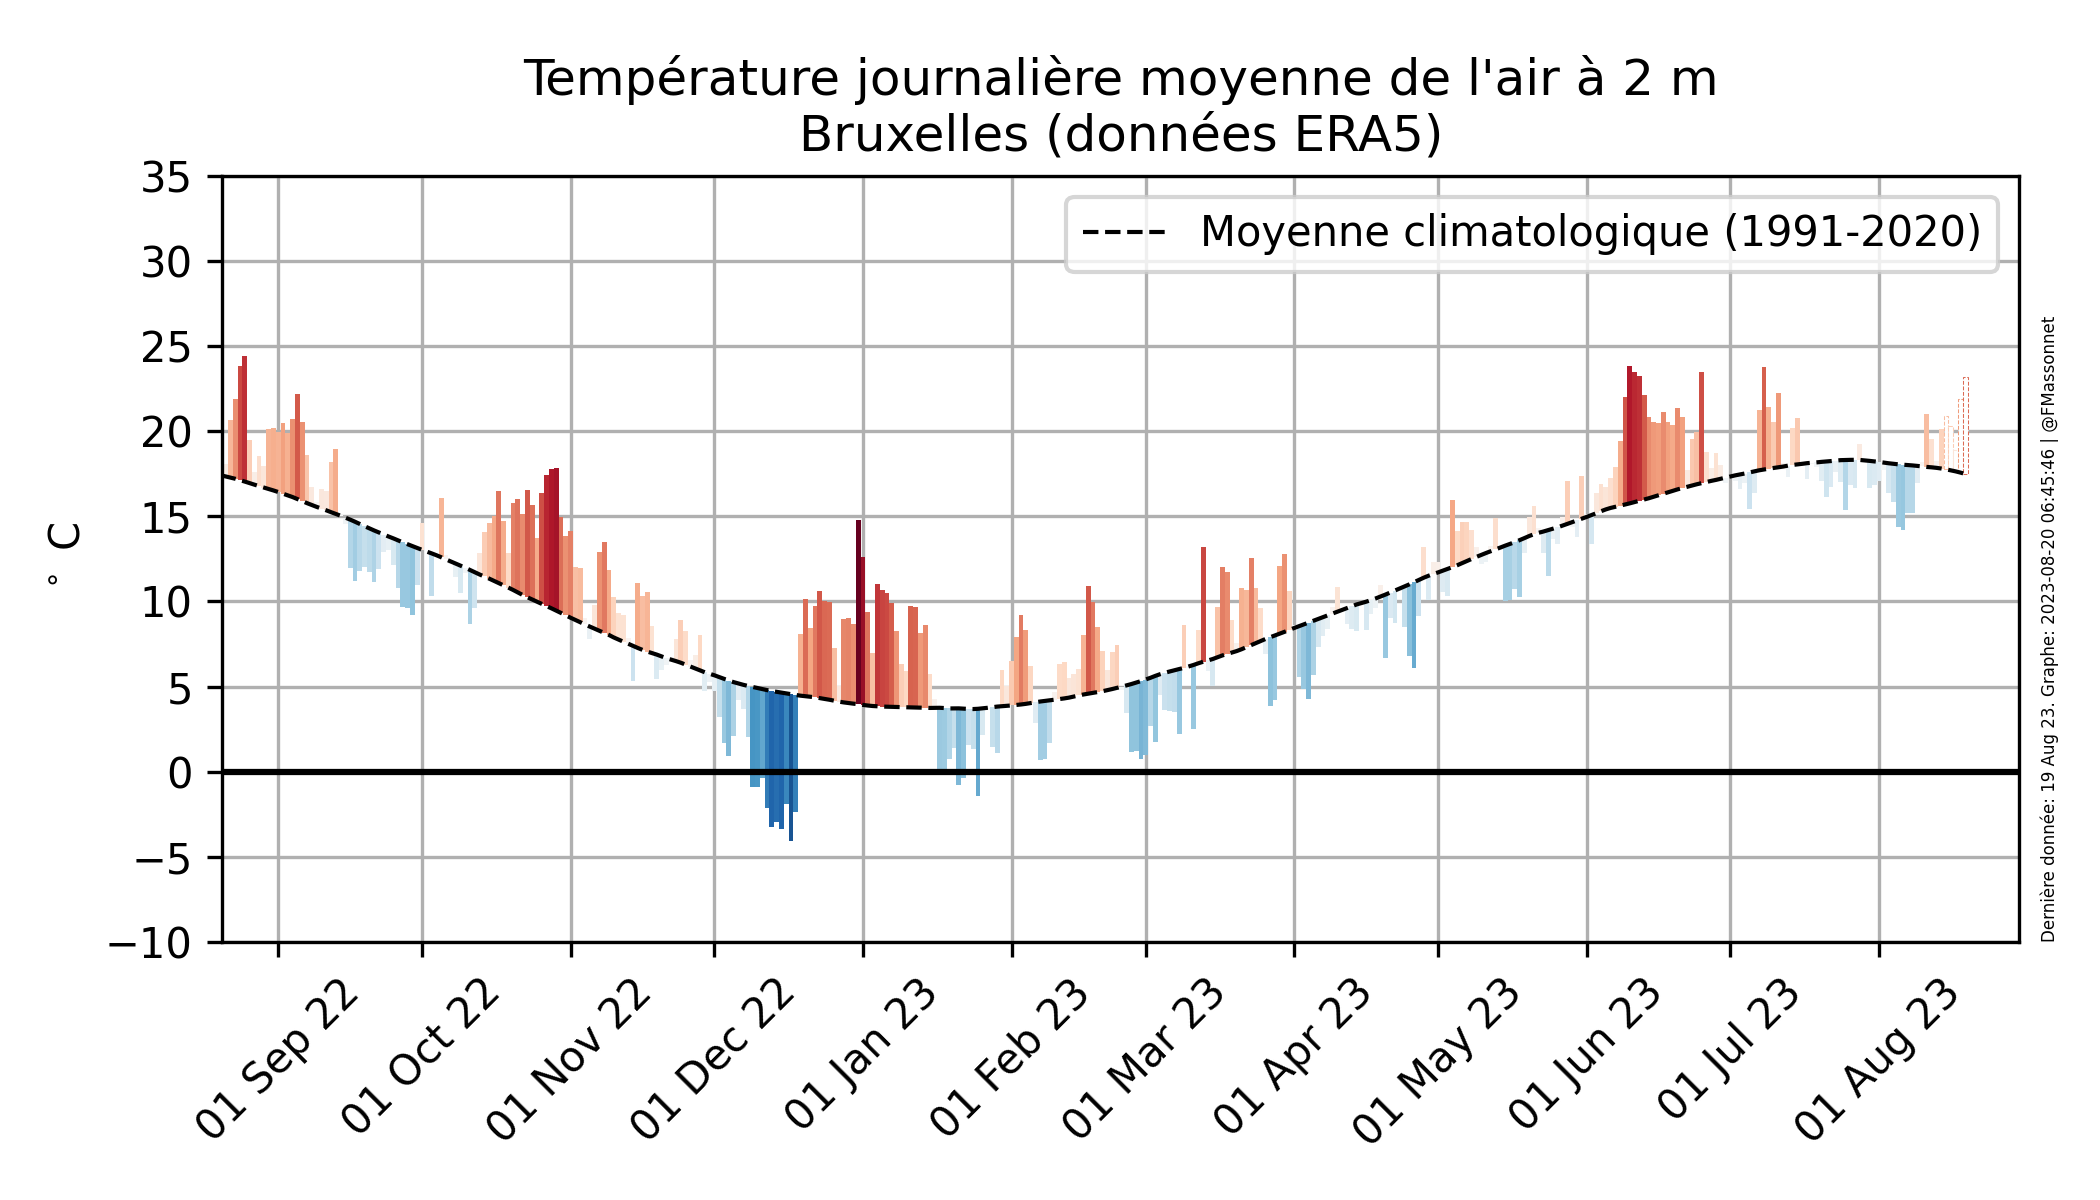 Température journalière moyenne de l'air à 2 m
Bruxelles (données ERA5)
35
30
25
20
15
10
5
0
−5
−10
° C
Moyenne climatologique (1991-2020)
01 Sep 22
01 Oct 22
01 Nov 22
01 Dec 22
01 Jan 23
01 Feb 23
01 Mar 23
01 Apr 23
01 May 23
01 Jun 23
01 Jul 23
01 Aug 23
Dernière donnée: 19 Aug 23. Graphe: 2023-08-20 06:45:46 | @FMassonnet